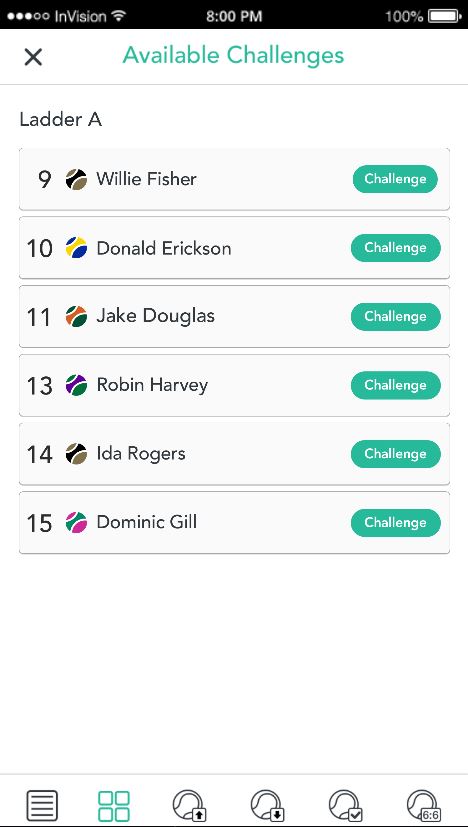 InVision 8:00 PM 100%
Available Challenges
Ladder A
9 Willie Fisher Challenge
10 Donald Erickson Challenge
11 Jake Douglas Challenge
13 Robin Harvey Challenge
14 Ida Rogers Challenge
15 Dominic Gill Challenge
6:6